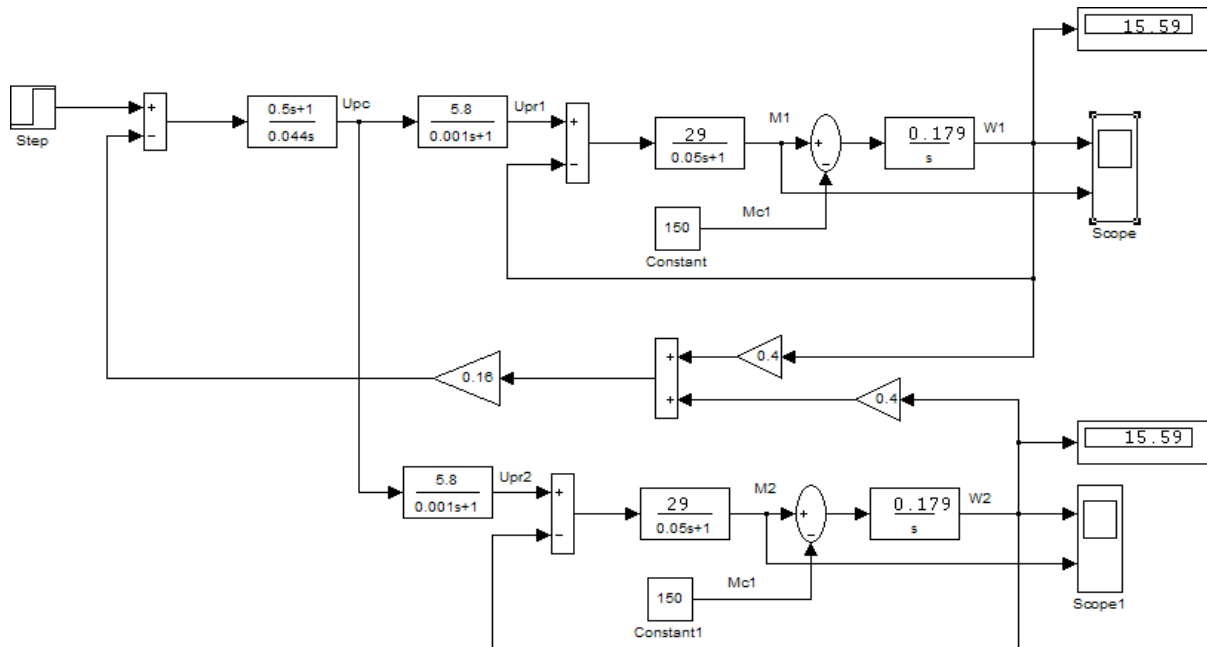 15.59
+
−
Step
0.5s+1
0.044s
Upc
5.8
0.001s+1
Upr1
+
−
29
0.05s+1
M1
+
−
0.179
s
W1
Scope
150
Mc1
Constant
0.4
+
+
0.16
0.4
15.59
5.8
0.001s+1
Upr2
+
−
29
0.05s+1
M2
+
−
0.179
s
W2
Scope1
150
Mc1
Constant1